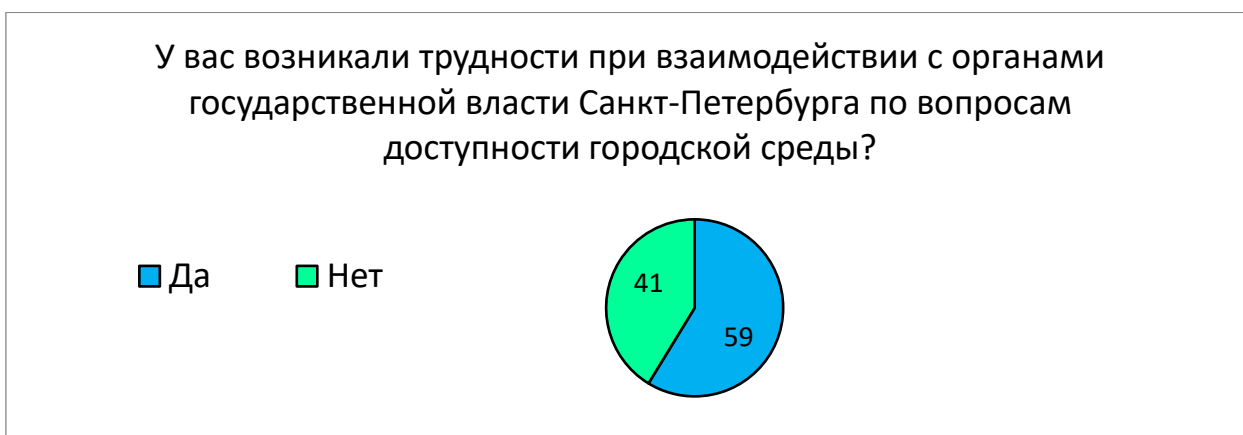 У вас возникали трудности при взаимодействии с органами
государственной власти Санкт-Петербурга по вопросам
доступности городской среды?
Да
Нет
41
59